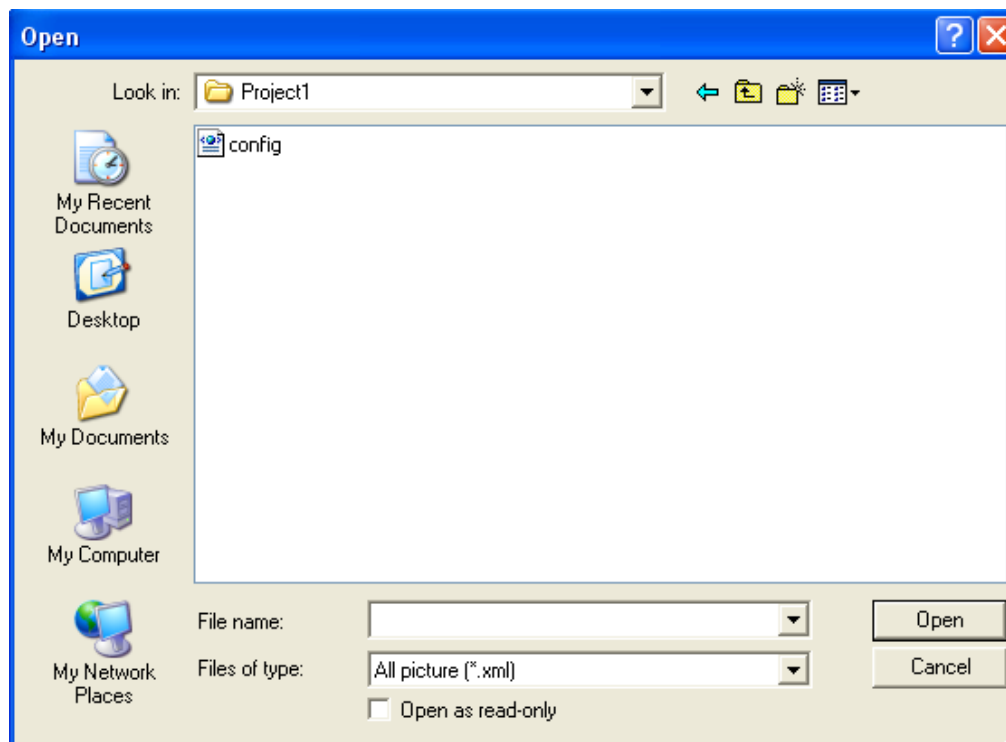 Open
Look in:
Project1
config
My Recent
Documents
Desktop
My Documents
My Computer
My Network
Places
File name:
Open
Files of type:
All picture (*.xml)
Cancel
Open as read-only